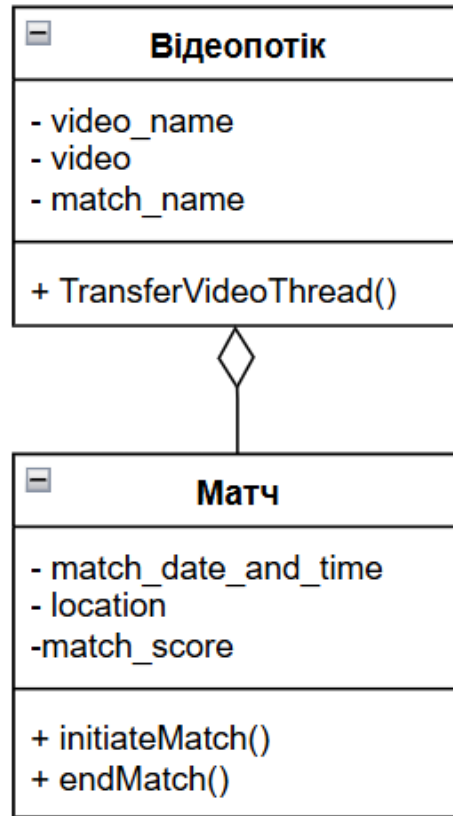 Відеопотік
- video_name
- video
- match_name
+ TransferVideoThread()
Матч
- match_date_and_time
- location
-match_score
+ initiateMatch()
+ endMatch()